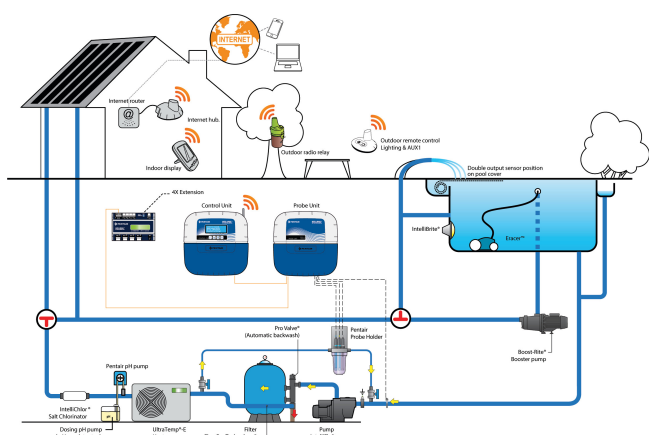 INTERNET
Internet router
@
Internet hub.
Indoor display
Outdoor radio relay
Outdoor remote control
Lighting & AUX1
Double output sensor position
on pool cover
4X Extension
Control Unit
Probe Unit
IntelliBrite®
Eracer™
Pro Valve®
(Automatic backwash)
Pentair
Probe Holder
Boost-Rite®
Booster pump
Pentair pH pump
IntelliChlor ®
Salt Chlorinator
pH
Dosing pH pump
UltraTemp®-E
Filter
Pump